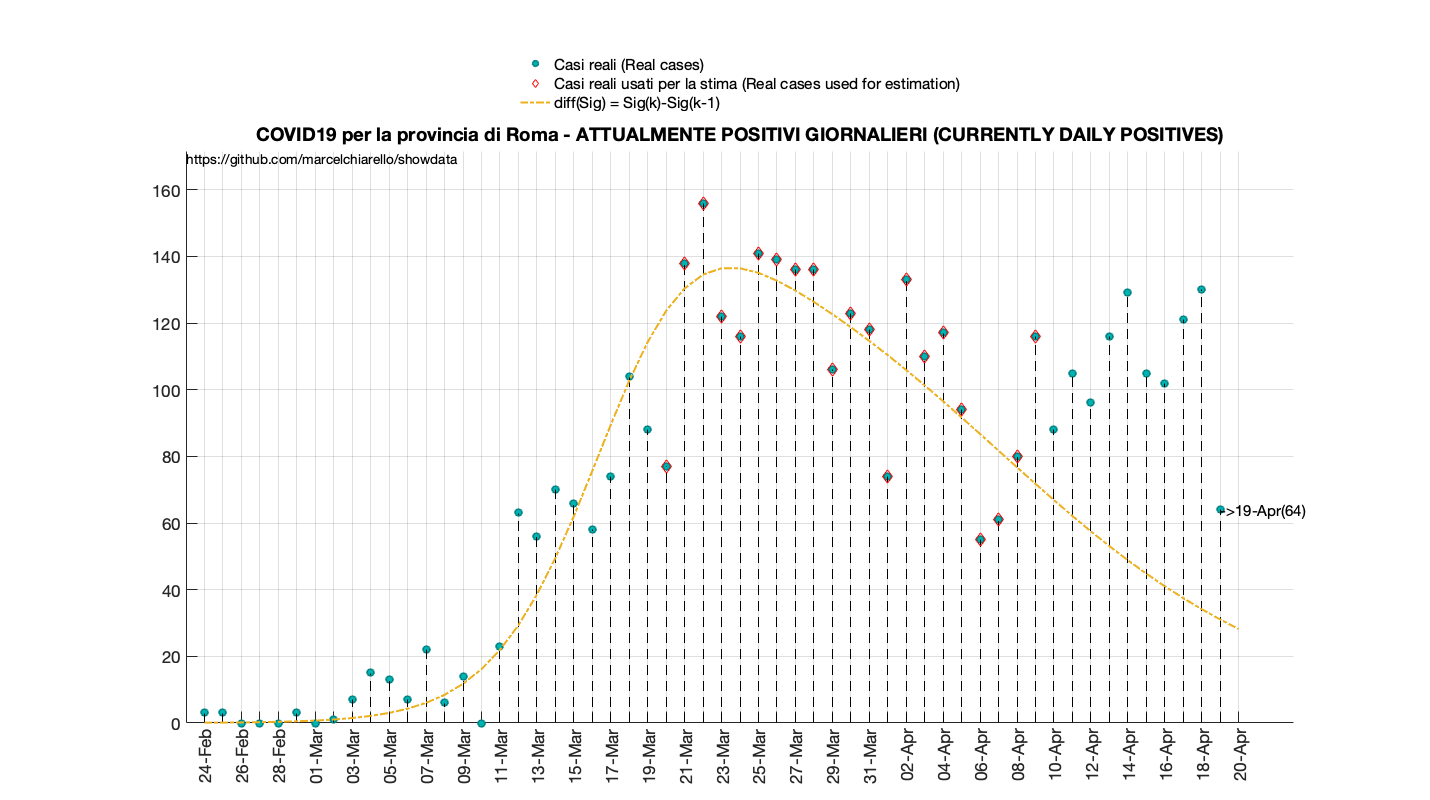 Casi reali (Real cases)
Casi reali usati per la stima (Real cases used for estimation)
diff(Sig) = Sig(k)-Sig(k-1)
COVID19 per la provincia di Roma - ATTUALMENTE POSITIVI GIORNALIERI (CURRENTLY DAILY POSITIVES)
https://github.com/marcelchiarello/showdata
160
140
120
100
80
60
40
20
0
->19-Apr(64)
24-Feb
26-Feb
28-Feb
01-Mar
03-Mar
05-Mar
07-Mar
09-Mar
11-Mar
13-Mar
15-Mar
17-Mar
19-Mar
21-Mar
23-Mar
25-Mar
27-Mar
29-Mar
31-Mar
02-Apr
04-Apr
06-Apr
08-Apr
10-Apr
12-Apr
14-Apr
16-Apr
18-Apr
20-Apr